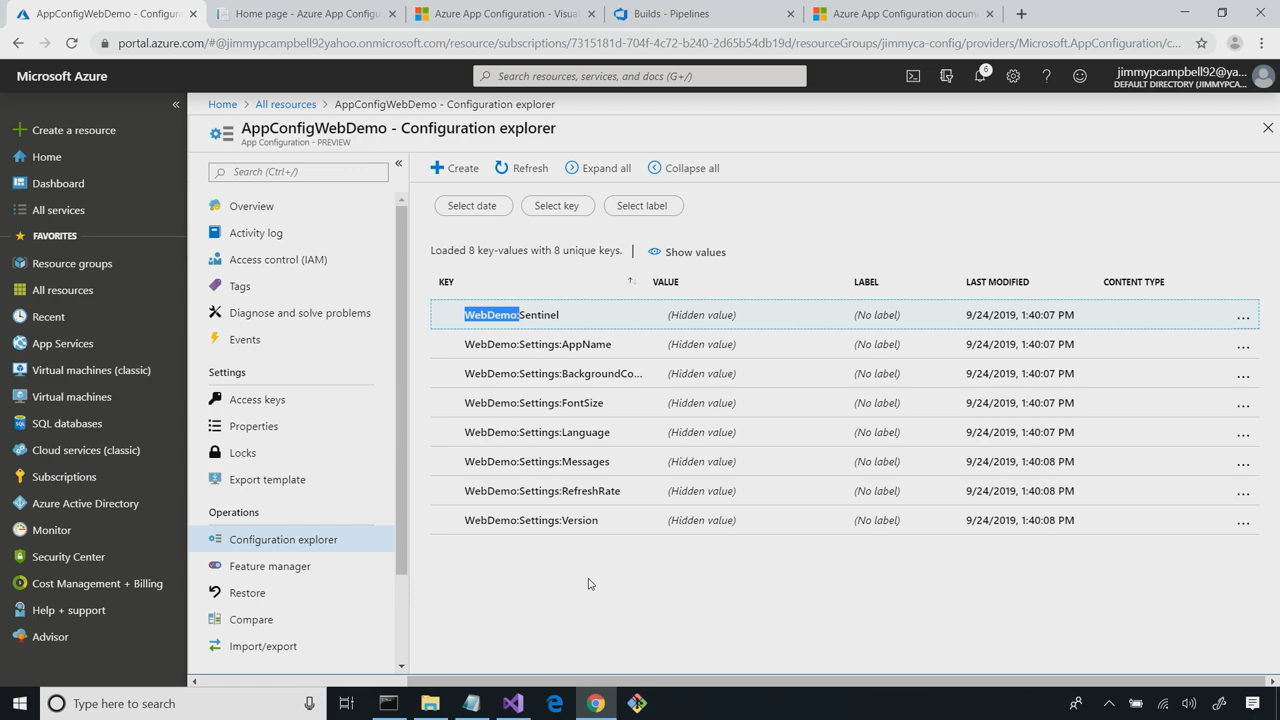 AppConfigWebDemo - Configure...
Home page - Azure App Configu...
Azure App Configuration - Visua...
Builds - Pipelines
Azure App Configuration docum...
portal.azure.com/#@jimmypcampbell92yahoo.onmicrosoft.com/resource/subscriptions/7315181d-704f-4c72-b240-2d65b54db19d/resourceGroups/jimmyca-config/providers/Microsoft.AppConfiguration/c...
Microsoft Azure
Search resources, services, and docs (G+/)
6
jimmypcampbell92@ya...
DEFAULT DIRECTORY (JIMMYPCA...
Home > All resources > AppConfigWebDemo - Configuration explorer
AppConfigWebDemo - Configuration explorer
App Configuration - PREVIEW
Create a resource
Home
Dashboard
All services
FAVORITES
Resource groups
All resources
Recent
App Services
Virtual machines (classic)
Virtual machines
SQL databases
Cloud services (classic)
Subscriptions
Azure Active Directory
Monitor
Security Center
Cost Management + Billing
Help + support
Advisor
Search (Ctrl+/)
Overview
Activity log
Access control (IAM)
Tags
Diagnose and solve problems
Events
Settings
Access keys
Properties
Locks
Export template
Operations
Configuration explorer
Feature manager
Restore
Compare
Import/export
Create Refresh Expand all Collapse all
Select date Select key Select label
Loaded 8 key-values with 8 unique keys. | Show values
KEY VALUE LABEL LAST MODIFIED CONTENT TYPE
WebDemo:Sentinel (Hidden value) (No label) 9/24/2019, 1:40:07 PM ...
WebDemo:Settings:AppName (Hidden value) (No label) 9/24/2019, 1:40:07 PM ...
WebDemo:Settings:BackgroundCo... (Hidden value) (No label) 9/24/2019, 1:40:07 PM ...
WebDemo:Settings:FontSize (Hidden value) (No label) 9/24/2019, 1:40:07 PM ...
WebDemo:Settings:Language (Hidden value) (No label) 9/24/2019, 1:40:07 PM ...
WebDemo:Settings:Messages (Hidden value) (No label) 9/24/2019, 1:40:08 PM ...
WebDemo:Settings:RefreshRate (Hidden value) (No label) 9/24/2019, 1:40:08 PM ...
WebDemo:Settings:Version (Hidden value) (No label) 9/24/2019, 1:40:08 PM ...
Type here to search